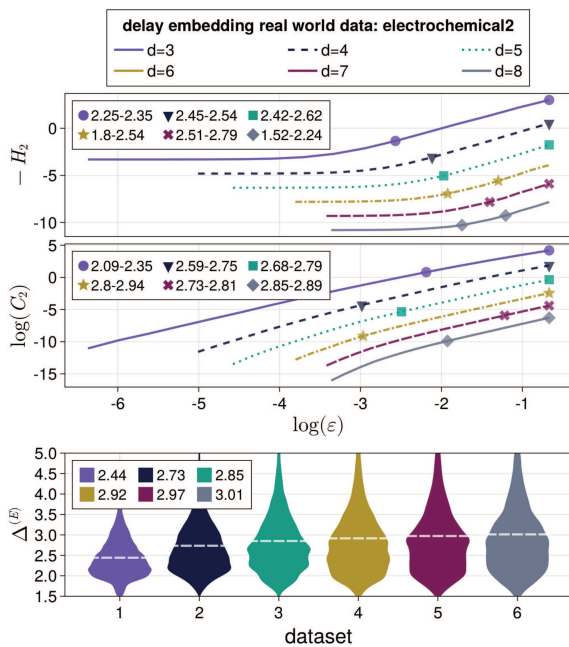 delay embedding real world data: electrochemical2
d=3 d=4 d=5
d=6 d=7 d=8
2.25-2.35 2.45-2.54 2.42-2.62
1.8-2.54 2.51-2.79 1.52-2.24
0
-5
-10
− H₂
2.09-2.35 2.59-2.75 2.68-2.79
2.8-2.94 2.73-2.81 2.85-2.89
5
0
-5
-10
-15
log(C₂)
-6 -5 -4 -3 -2 -1
log(ε)
2.44 2.73 2.85
2.92 2.97 3.01
5.0
4.5
4.0
3.5
3.0
2.5
2.0
1.5
Δ⁽ᴱ⁾
1 2 3 4 5 6
dataset